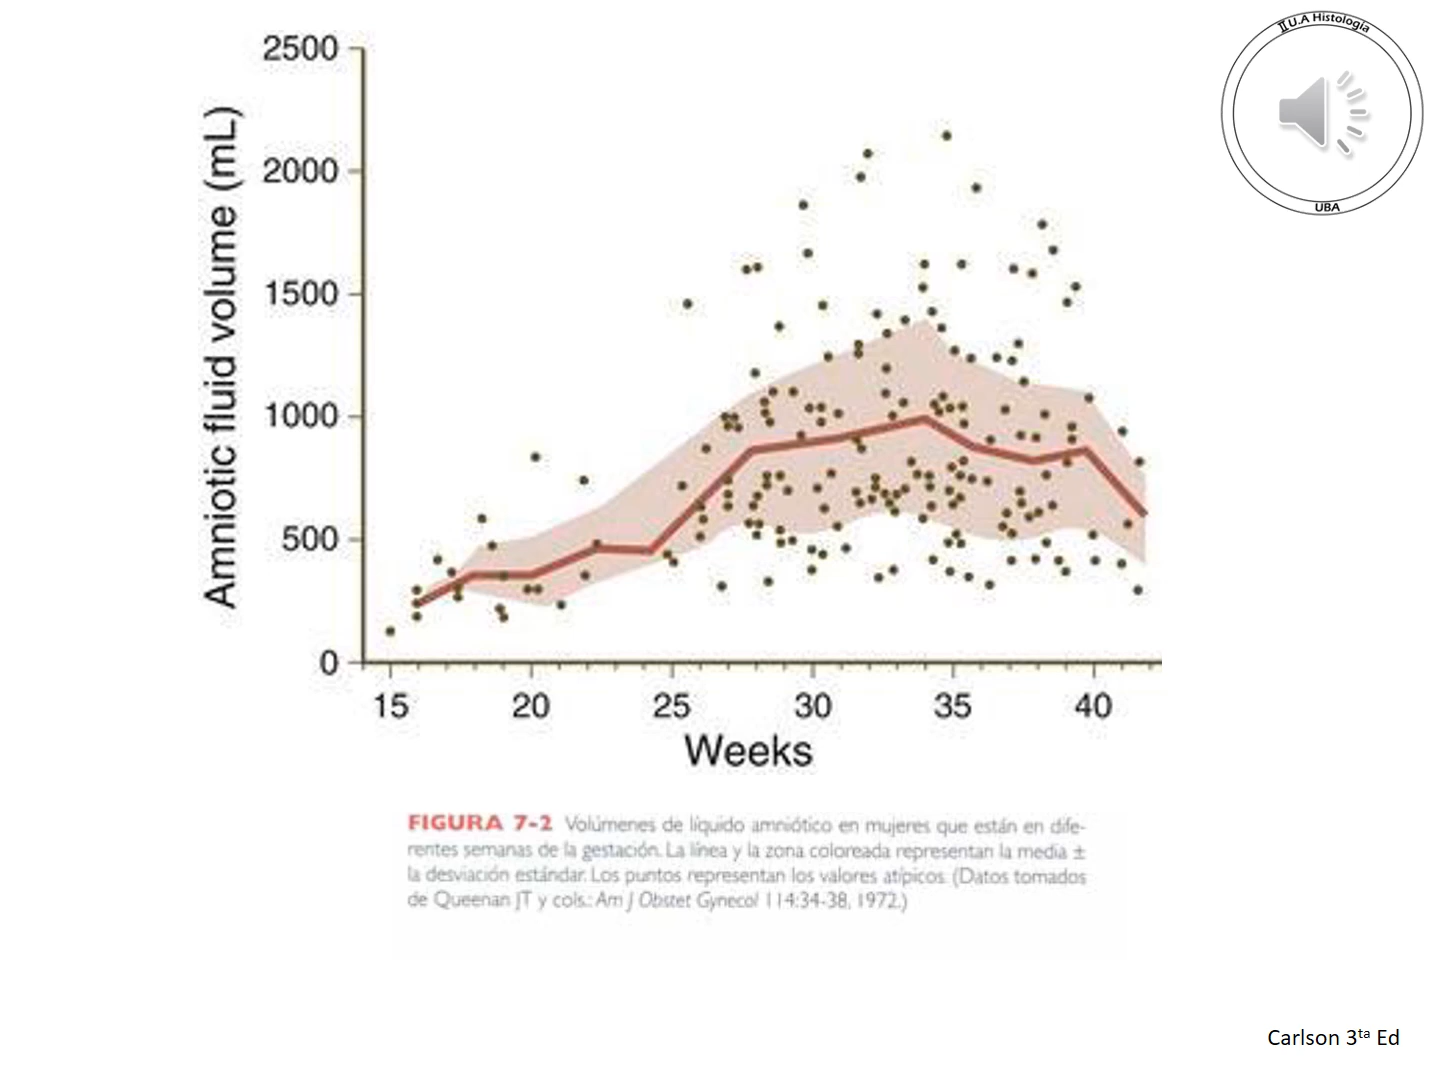 II U.A Histologia
UBA
Amniotic fluid volume (mL)
2500
2000
1500
1000
500
0
15 20 25 30 35 40
Weeks
FIGURA 7-2 Volúmenes de líquido amniótico en mujeres que están en dife-
rentes semanas de la gestación. La línea y la zona coloreada representan la media ±
la desviación estándar. Los puntos representan los valores atípicos. (Datos tomados
de Queenan JT y cols.: Am J Obstet Gynecol 114:34-38, 1972.)
Carlson 3ta Ed